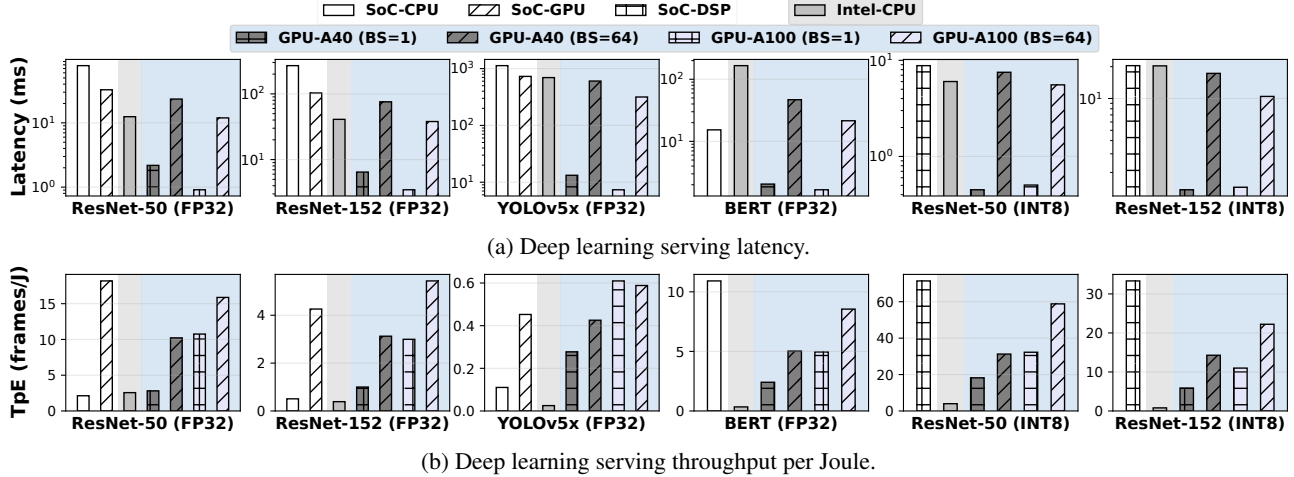 SoC-CPU SoC-GPU SoC-DSP Intel-CPU
GPU-A40 (BS=1) GPU-A40 (BS=64) GPU-A100 (BS=1) GPU-A100 (BS=64)
Latency (ms)
10¹
10⁰
ResNet-50 (FP32)
10²
10¹
ResNet-152 (FP32)
10³
10²
10¹
YOLOv5x (FP32)
10²
10¹
BERT (FP32)
10¹
10⁰
ResNet-50 (INT8)
10¹
ResNet-152 (INT8)
(a) Deep learning serving latency.
TpE (frames/J)
15
10
5
0
ResNet-50 (FP32)
4
2
0
ResNet-152 (FP32)
0.6
0.4
0.2
0.0
YOLOv5x (FP32)
10
5
0
BERT (FP32)
60
40
20
0
ResNet-50 (INT8)
30
20
10
0
ResNet-152 (INT8)
(b) Deep learning serving throughput per Joule.